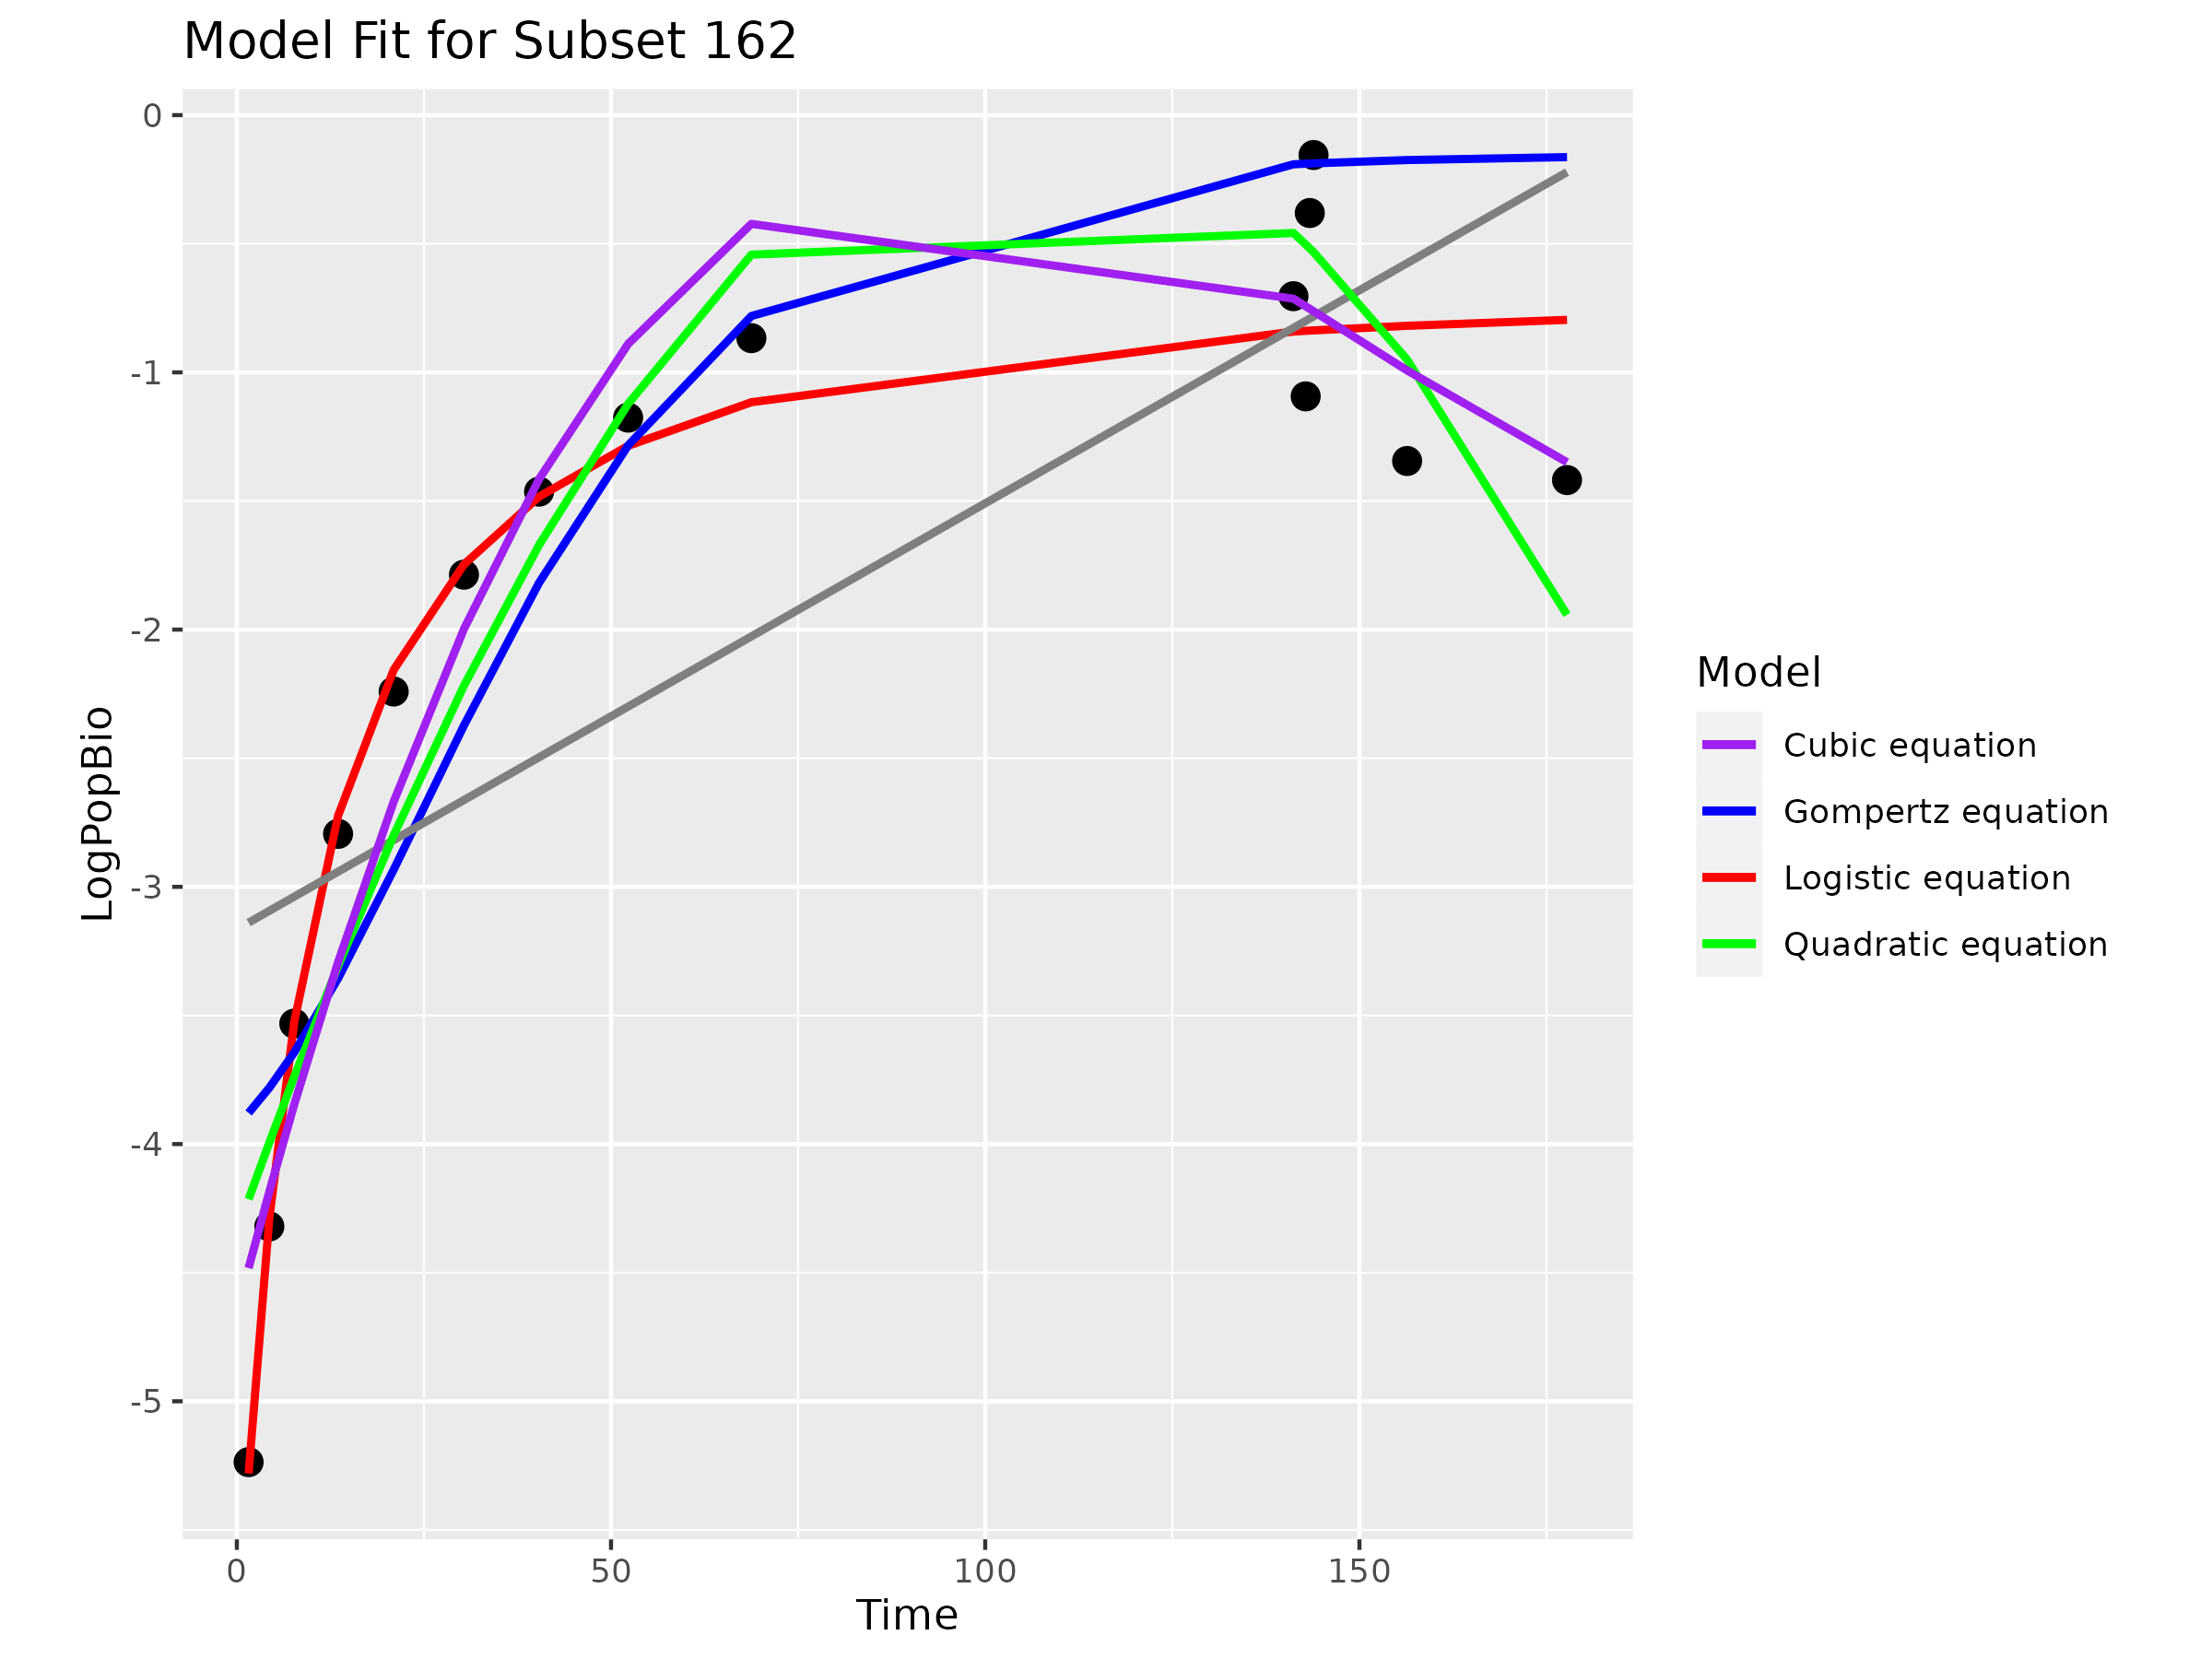 Model Fit for Subset 162
0
-1
-2
-3
-4
-5
LogPopBio
0 50 100 150
Time
Model
Cubic equation
Gompertz equation
Logistic equation
Quadratic equation